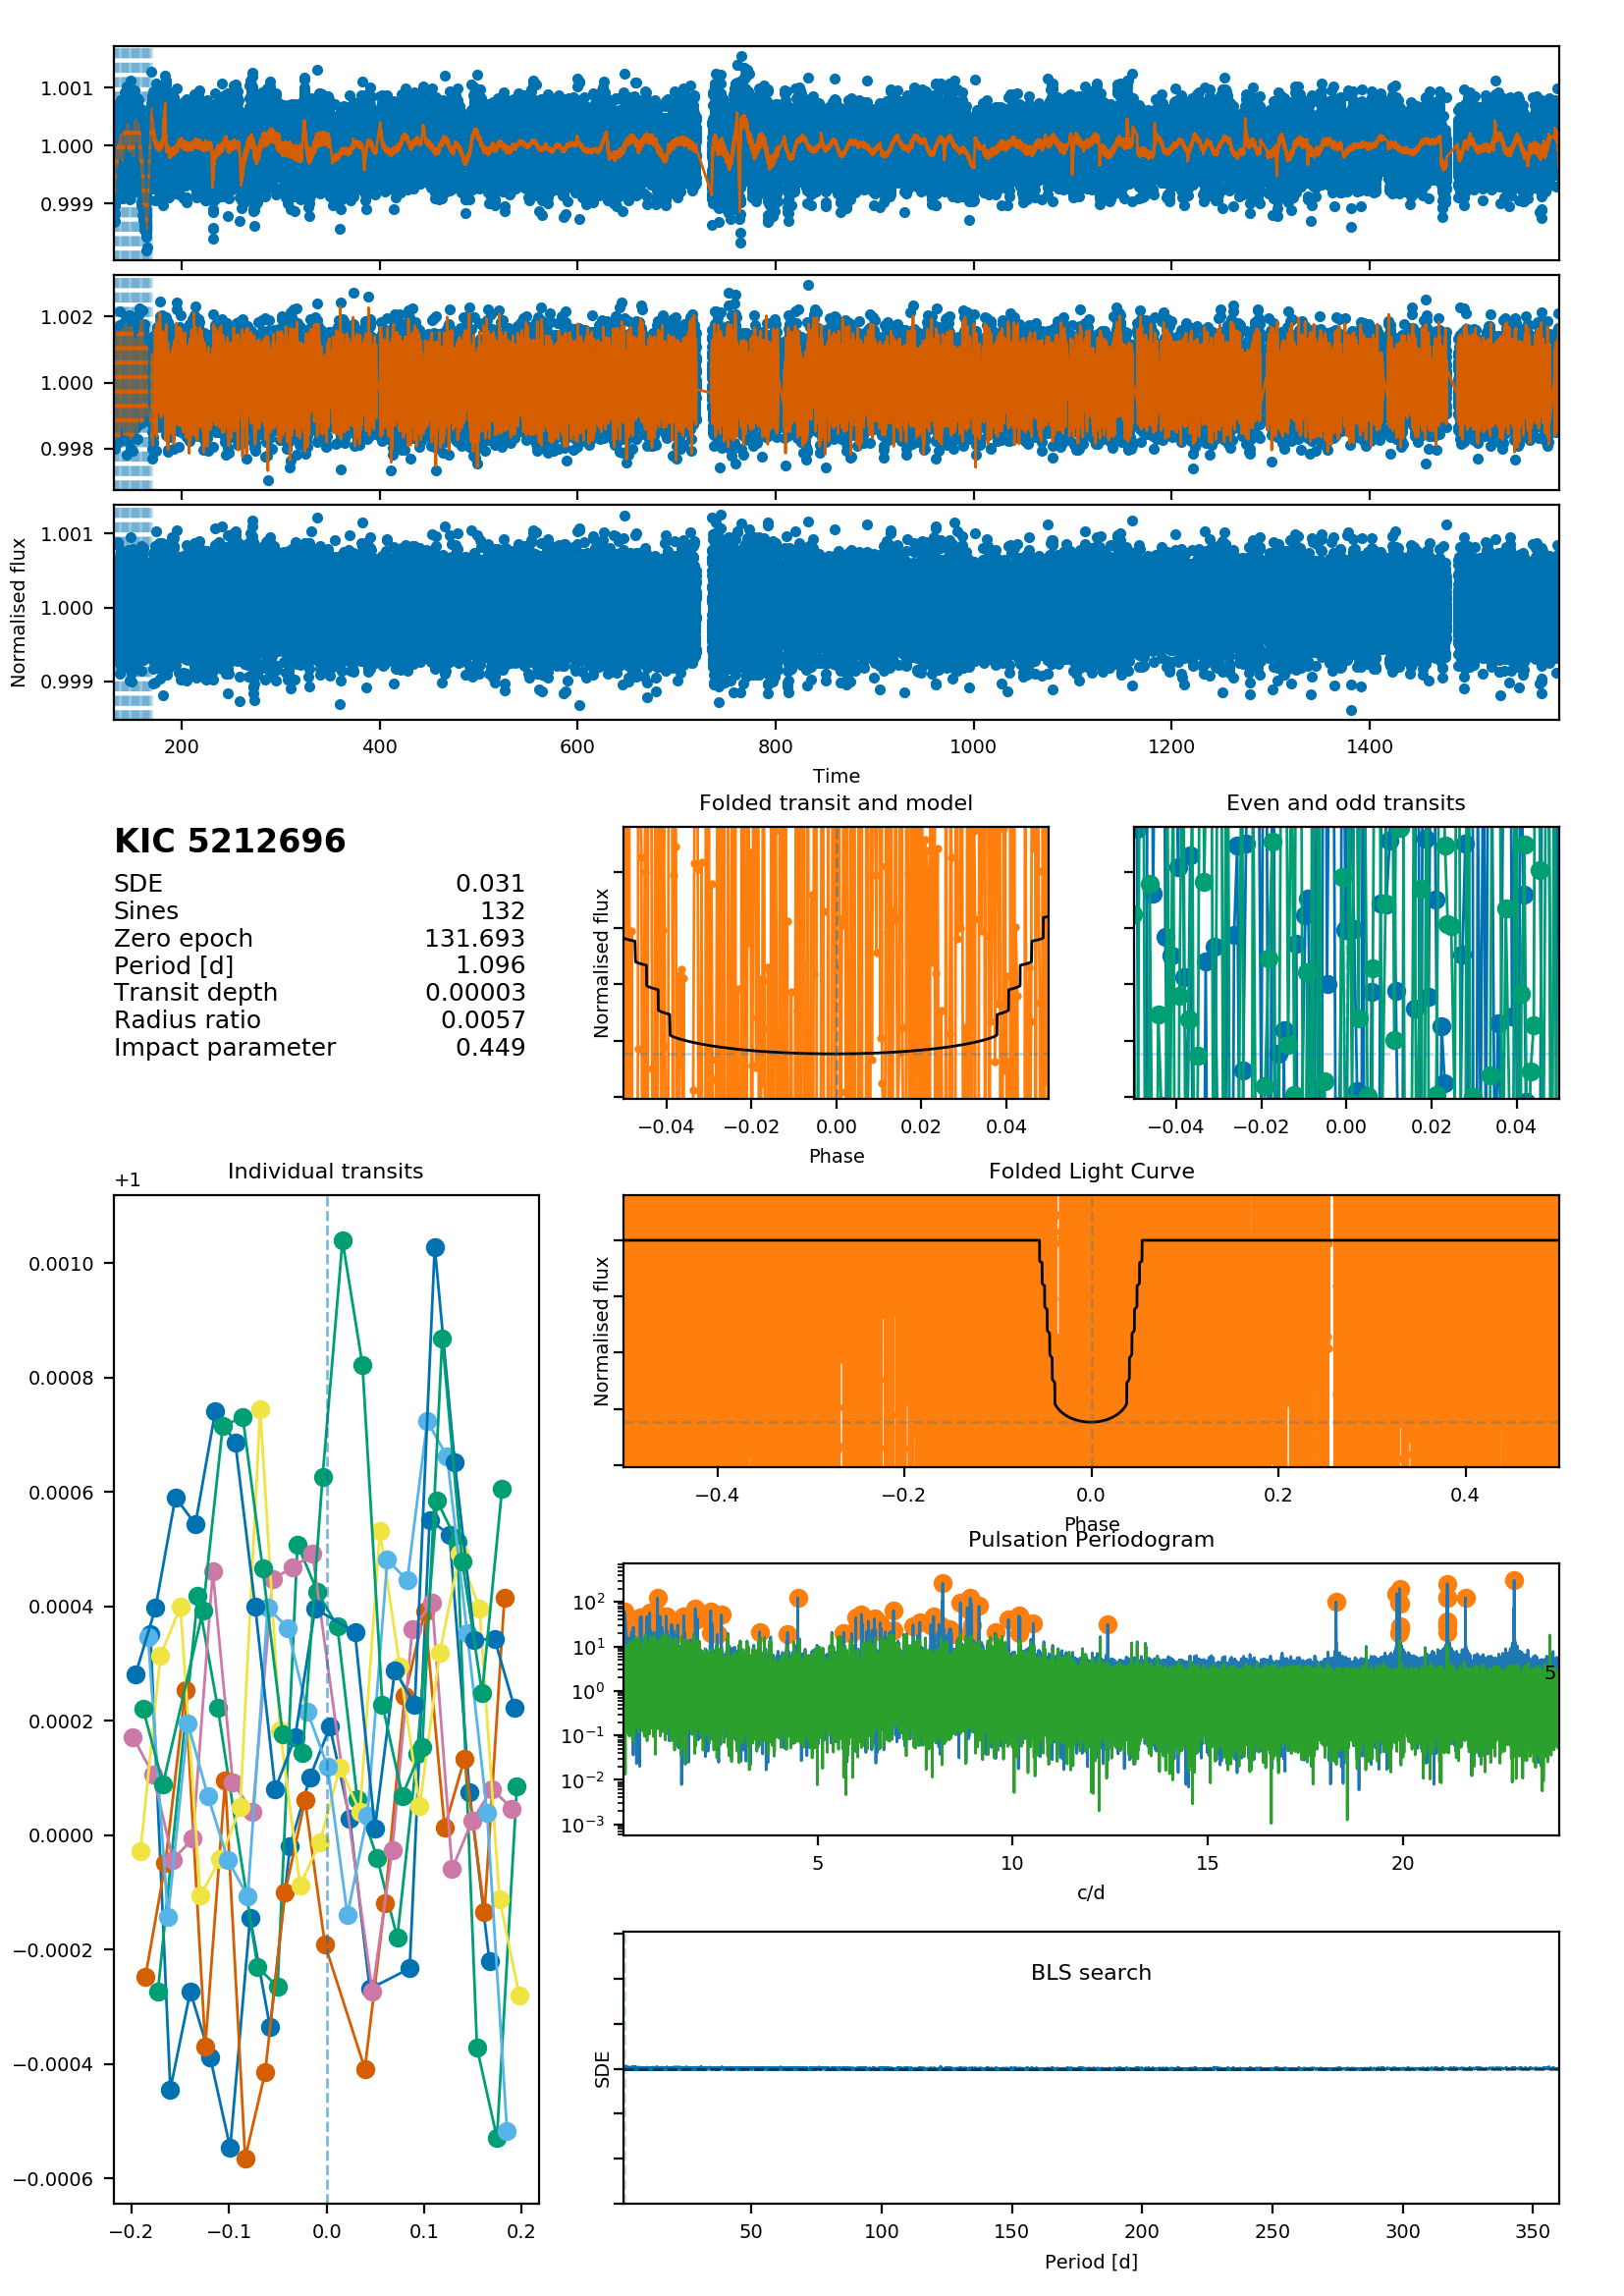 1.001
1.000
0.999
1.002
1.000
0.998
1.001
1.000
0.999
Normalised flux
200 400 600 800 1000 1200 1400
Time
KIC 5212696
SDE 0.031
Sines 132
Zero epoch 131.693
Period [d] 1.096
Transit depth 0.00003
Radius ratio 0.0057
Impact parameter 0.449
Folded transit and model
Normalised flux
−0.04 −0.02 0.00 0.02 0.04
Phase
Even and odd transits
−0.04 −0.02 0.00 0.02 0.04
Individual transits
+1
0.0010
0.0008
0.0006
0.0004
0.0002
0.0000
−0.0002
−0.0004
−0.0006
−0.2 −0.1 0.0 0.1 0.2
Folded Light Curve
Normalised flux
−0.4 −0.2 0.0 0.2 0.4
Phase
Pulsation Periodogram
10²
10¹
10⁰
10⁻¹
10⁻²
10⁻³
5
5 10 15 20
c/d
BLS search
SDE
50 100 150 200 250 300 350
Period [d]